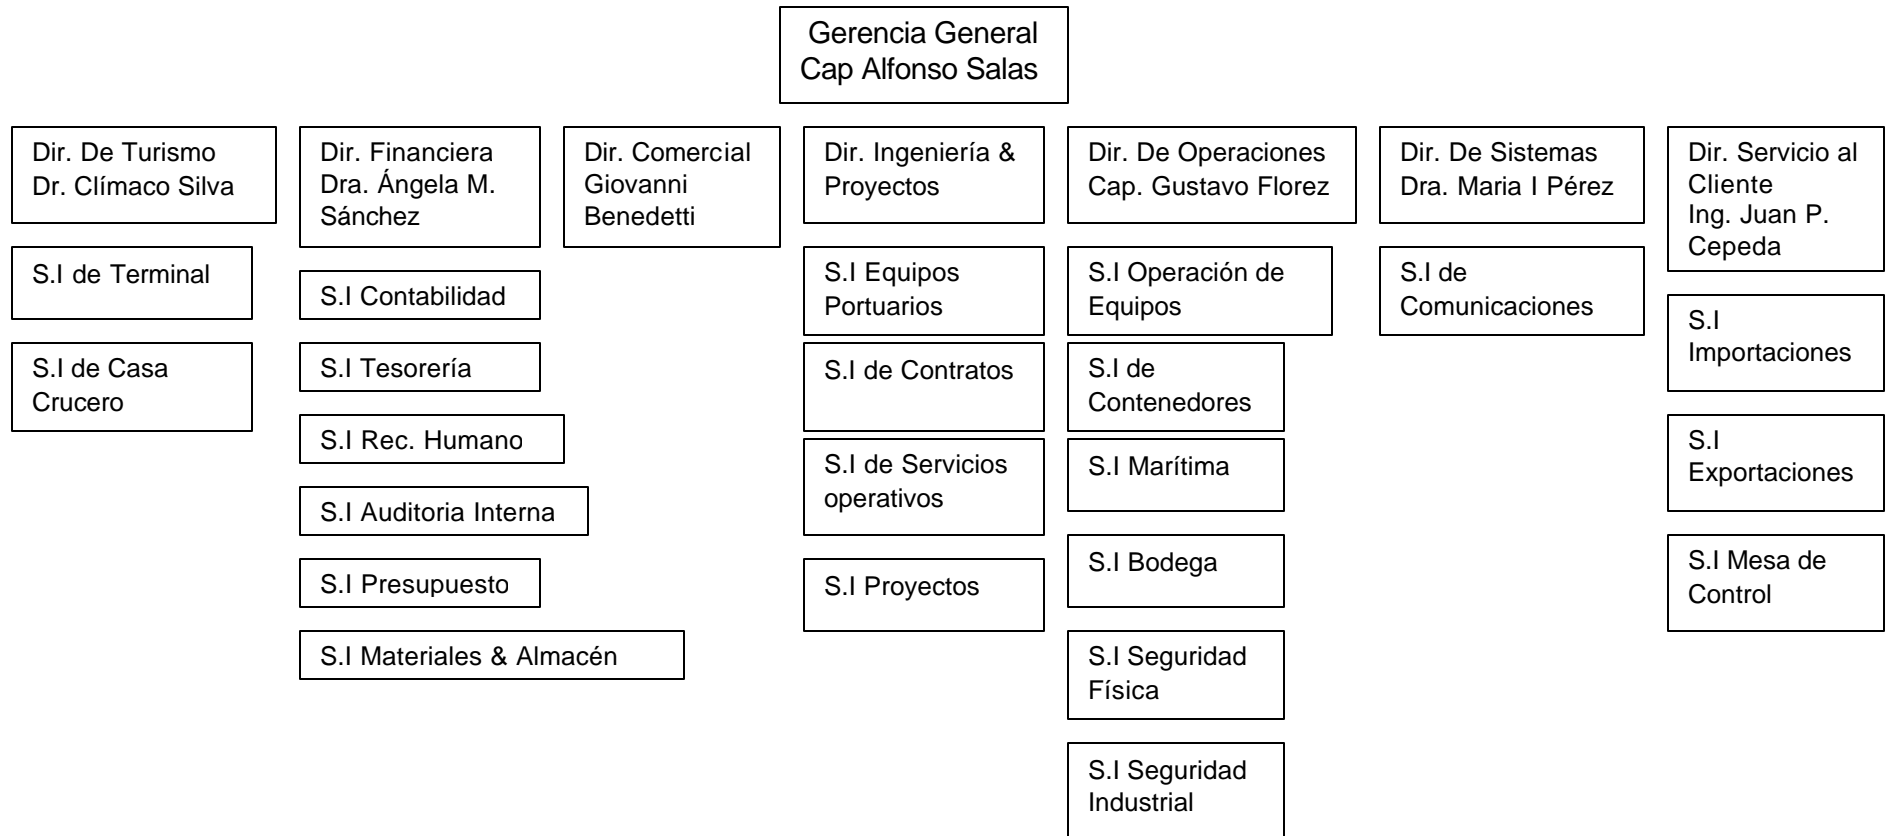 Gerencia General
Cap Alfonso Salas
Dir. De Turismo
Dr. Clímaco Silva
S.I de Terminal
S.I de Casa
Crucero
Dir. Financiera
Dra. Ángela M.
Sánchez
S.I Contabilidad
S.I Tesorería
S.I Rec. Humano
S.I Auditoria Interna
S.I Presupuesto
S.I Materiales & Almacén
Dir. Comercial
Giovanni
Benedetti
Dir. Ingeniería &
Proyectos
S.I Equipos
Portuarios
S.I de Contratos
S.I de Servicios
operativos
S.I Proyectos
Dir. De Operaciones
Cap. Gustavo Florez
S.I Operación de
Equipos
S.I de
Contenedores
S.I Marítima
S.I Bodega
S.I Seguridad
Física
S.I Seguridad
Industrial
Dir. De Sistemas
Dra. Maria I Pérez
S.I de
Comunicaciones
Dir. Servicio al
Cliente
Ing. Juan P.
Cepeda
S.I
Importaciones
S.I
Exportaciones
S.I Mesa de
Control